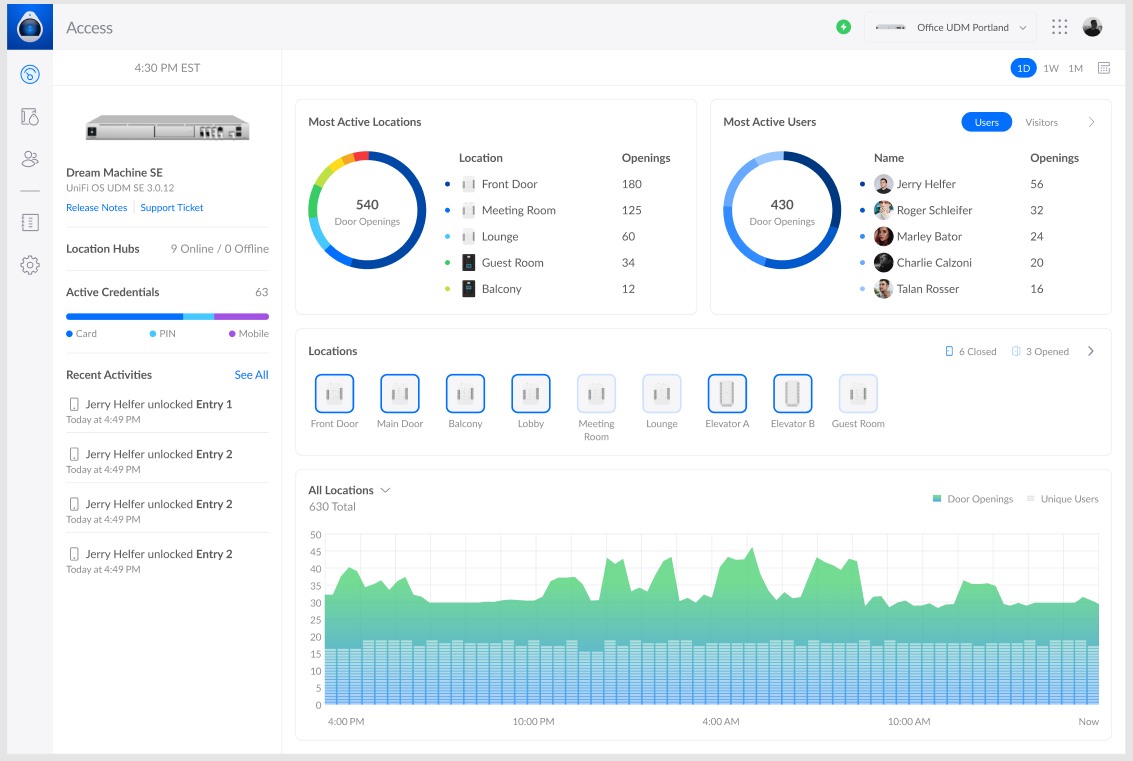 Access
Office UDM Portland
4:30 PM EST
1D 1W 1M
Dream Machine SE
UniFi OS UDM SE 3.0.12
Release Notes Support Ticket
Location Hubs 9 Online / 0 Offline
Active Credentials 63
Card PIN Mobile
Recent Activities See All
Jerry Helfer unlocked Entry 1
Today at 4:49 PM
Jerry Helfer unlocked Entry 2
Today at 4:49 PM
Jerry Helfer unlocked Entry 2
Today at 4:49 PM
Jerry Helfer unlocked Entry 2
Today at 4:49 PM
Most Active Locations
540
Door Openings
Location Openings
Front Door 180
Meeting Room 125
Lounge 60
Guest Room 34
Balcony 12
Most Active Users Users Visitors
430
Door Openings
Name Openings
Jerry Helfer 56
Roger Schleifer 32
Marley Bator 24
Charlie Calzoni 20
Talan Rosser 16
Locations 6 Closed 3 Opened
Front Door Main Door Balcony Lobby Meeting Room Lounge Elevator A Elevator B Guest Room
All Locations
630 Total
Door Openings Unique Users
50
45
40
35
30
25
20
15
10
5
0
4:00 PM 10:00 PM 4:00 AM 10:00 AM Now